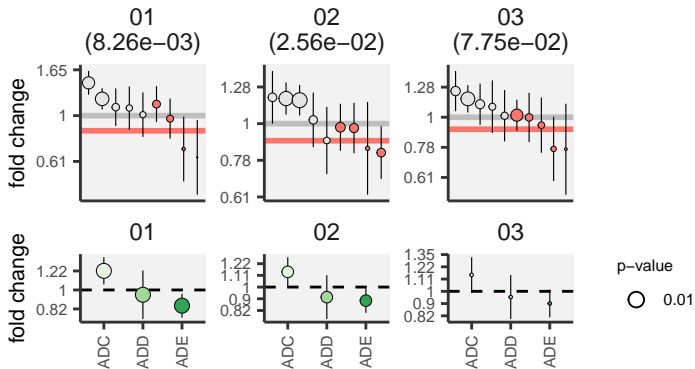 01
(8.26e−03)
02
(2.56e−02)
03
(7.75e−02)
fold change
1.65
1
0.61
1.28
1
0.78
0.61
1.28
1
0.78
0.61
01
02
03
fold change
1.22
1
0.82
1.22
1.11
1
0.9
0.82
1.35
1.22
1.11
1
0.9
0.82
ADC
ADD
ADE
ADC
ADD
ADE
ADC
ADD
ADE
p−value
0.01